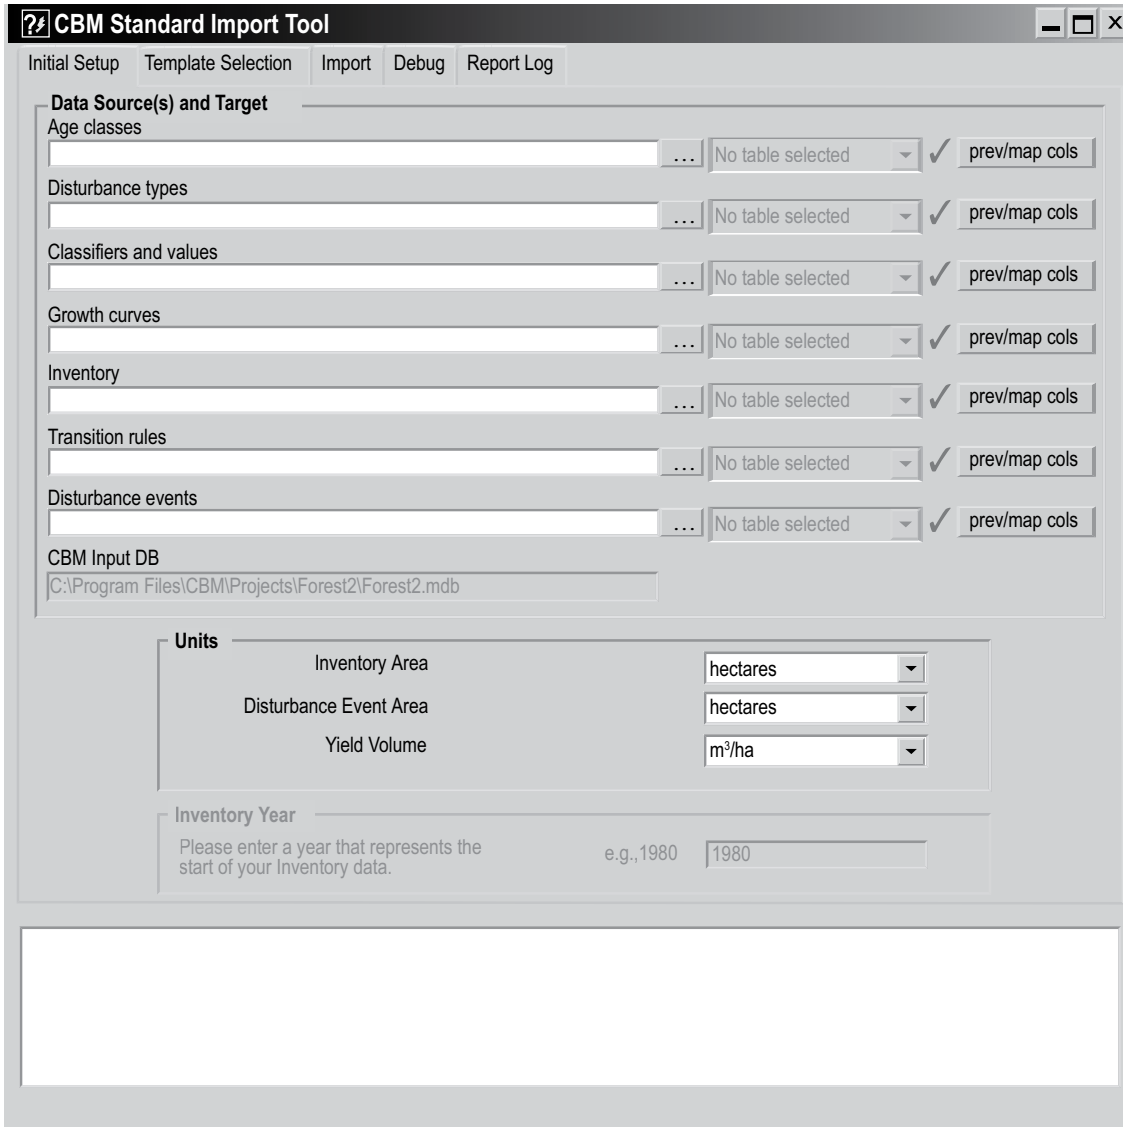 CBM Standard Import Tool
Initial Setup Template Selection Import Debug Report Log
Data Source(s) and Target
Age classes
... No table selected ✓ prev/map cols
Disturbance types
... No table selected ✓ prev/map cols
Classifiers and values
... No table selected ✓ prev/map cols
Growth curves
... No table selected ✓ prev/map cols
Inventory
... No table selected ✓ prev/map cols
Transition rules
... No table selected ✓ prev/map cols
Disturbance events
... No table selected ✓ prev/map cols
CBM Input DB
C:\Program Files\CBM\Projects\Forest2\Forest2.mdb
Units
Inventory Area hectares
Disturbance Event Area hectares
Yield Volume m³/ha
Inventory Year
Please enter a year that represents the
start of your Inventory data.
e.g.,1980 1980